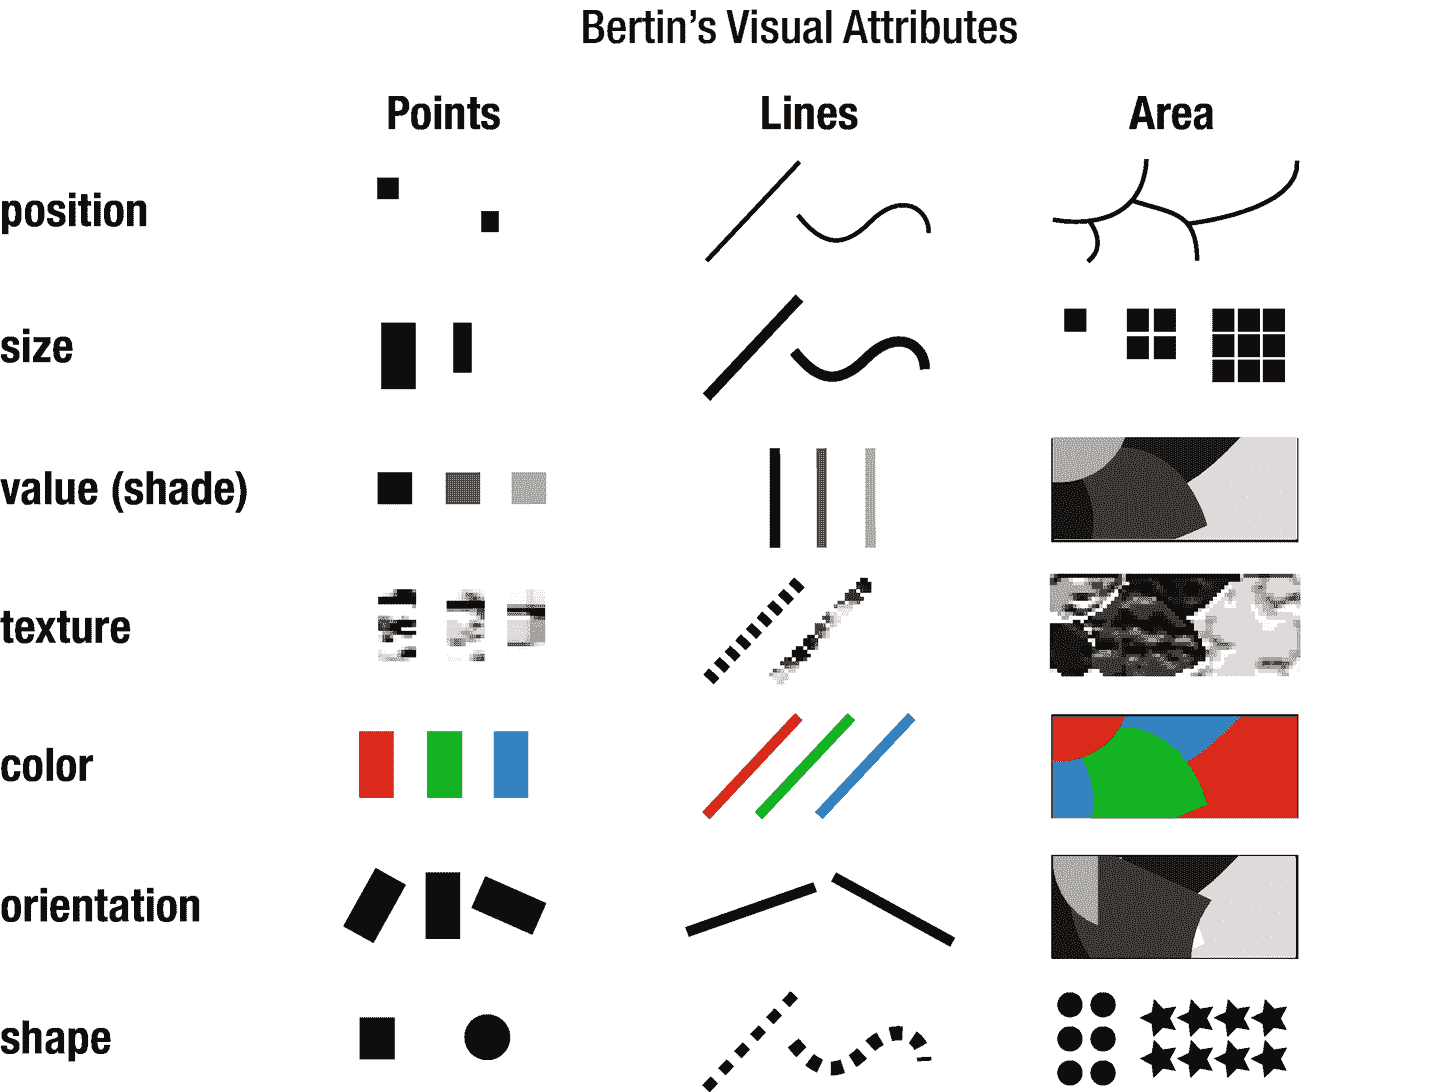 Bertin’s Visual Attributes
Points Lines Area
position
size
value (shade)
texture
color
orientation
shape